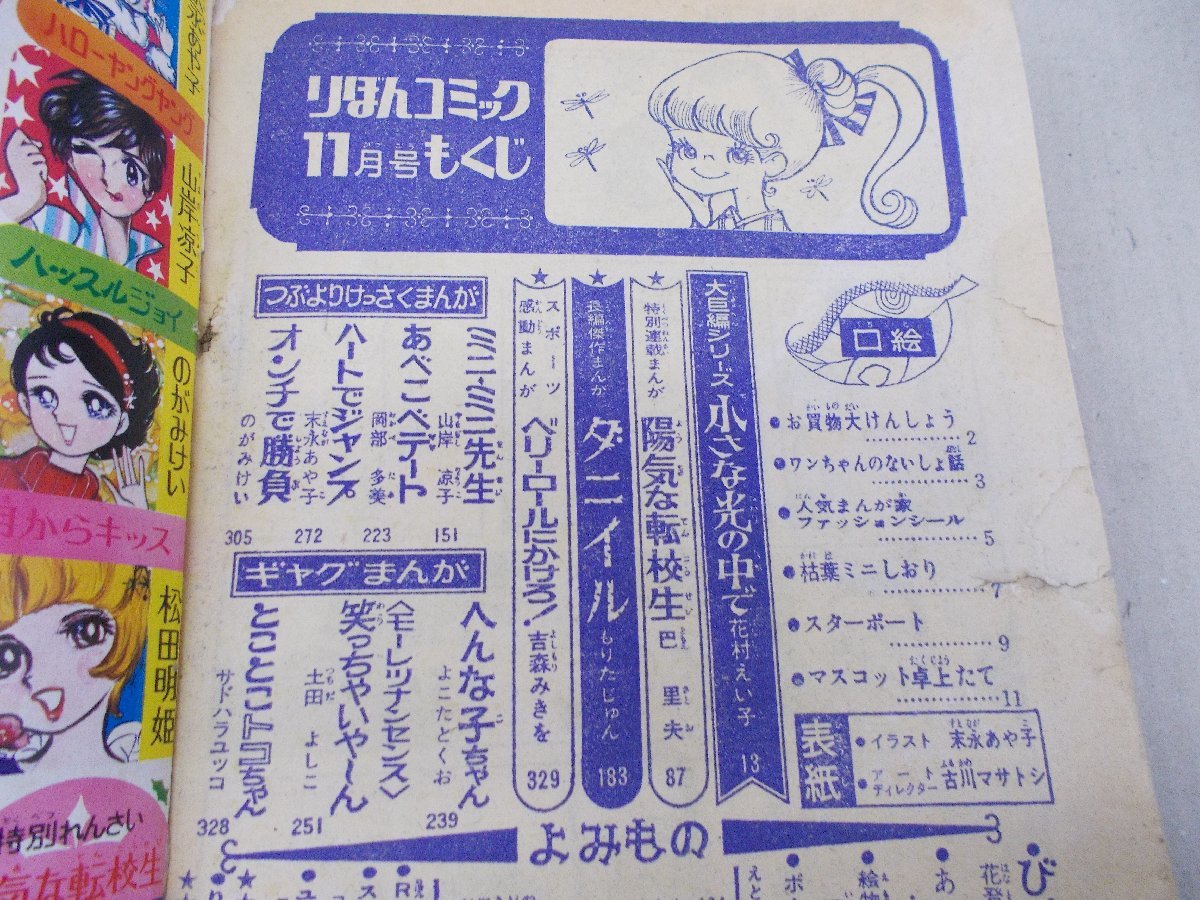 りぼんコミック
11月号もくじ
口絵
●お買物大けんしょう 2
●ワンちゃんのないしょ話 3
●人気まんが家
ファッションシール 5
●枯葉ミニしおり 7
●スターポート 9
●マスコット卓上たて 11
表紙
●イラスト 末永あや子
●アートディレクター 古川マサトシ
大巨編シリーズ 小さな光の中で 花村えい子 13
特別連載まんが 陽気な転校生 巴里夫 87
長編傑作まんが ダニイル もりたじゅん 183
スポーツ感動まんが ベリーロールにかけろ! 吉森みきを 329
つぶよりけっさくまんが
ミニ・ミニ先生 山岸凉子 151
あべこべデート 岡部多美 223
ハートでジャンプ 末永あや子 272
オンチで勝負 のがみけい 305
ギャグまんが
へんな子ちゃん よこたとくお 239
〈モーレツナンセンス〉
笑っちゃいやーん 土田よしこ 251
とことこトコちゃん サドハラユッコ 328
よみもの
ハローヤングヤング
山岸凉子
ハッスルジョイ
のがみけい
月からキッス
松田明姫
特別れんさい
気な転校生